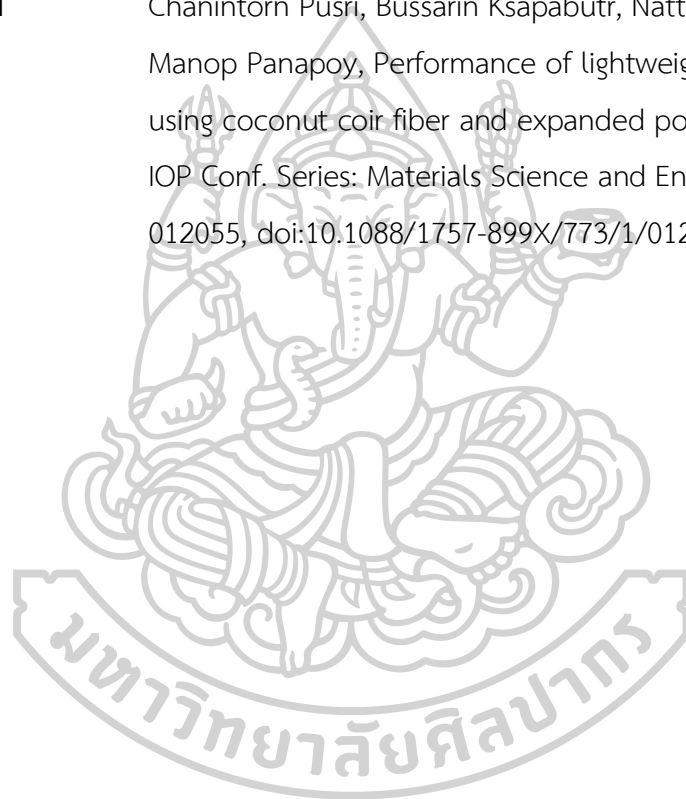 Chanintorn Pusri, Bussarin Ksapabutr, Natt
Manop Panapoy, Performance of lightweig
using coconut coir fiber and expanded po
IOP Conf. Series: Materials Science and En
012055, doi:10.1088/1757-899X/773/1/012
มหาวิทยาลัยศิลปากร